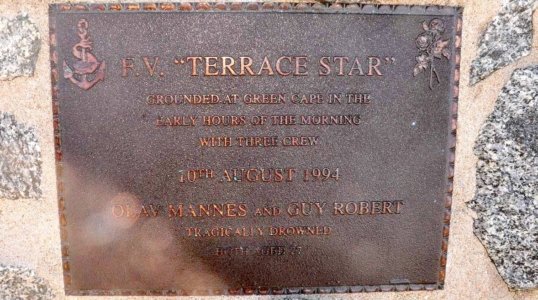 F.V. "TERRACE STAR"
GROUNDED AT GREEN CAPE IN THE
EARLY HOURS OF THE MORNING
WITH THREE CREW
10TH AUGUST 1994
OLAV MANNES AND GUY ROBERT
TRAGICALLY DROWNED